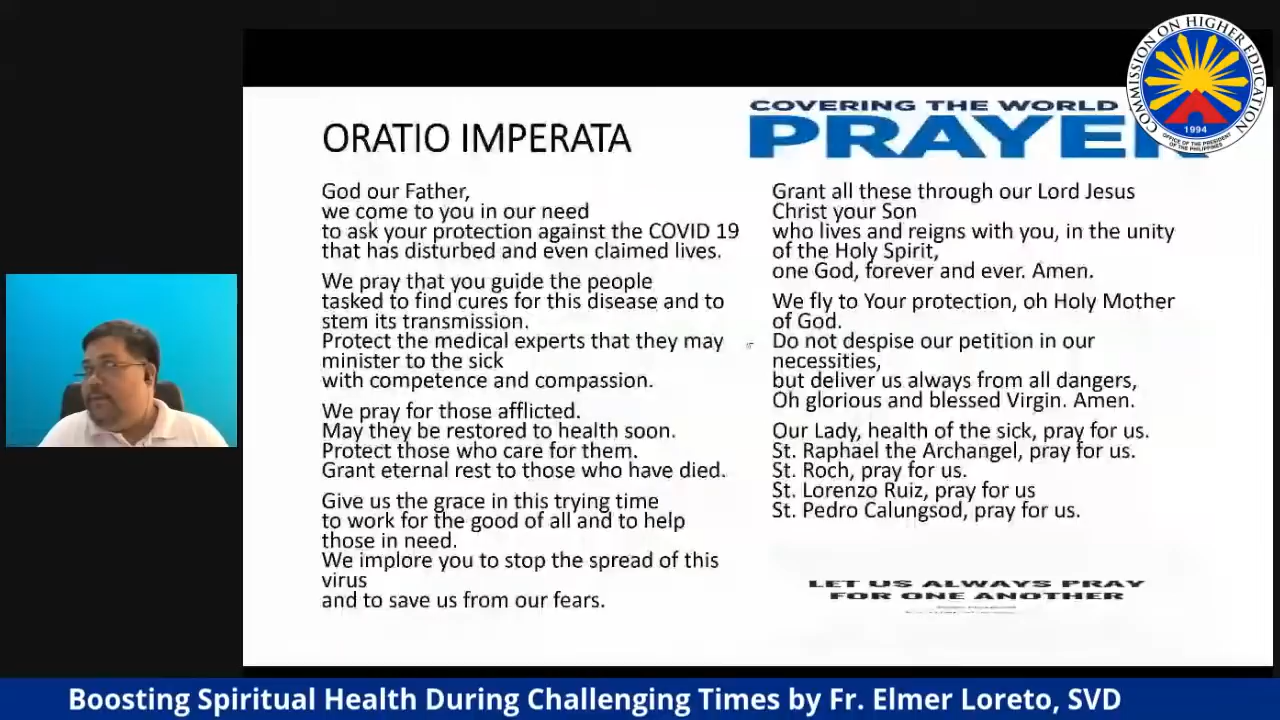 COVERING THE WORLD
PRAYER
COMMISSION ON HIGHER EDUCATION
1994
OFFICE OF THE PRESIDENT
OF THE PHILIPPINES
ORATIO IMPERATA
God our Father,
we come to you in our need
to ask your protection against the COVID 19
that has disturbed and even claimed lives.
We pray that you guide the people
tasked to find cures for this disease and to
stem its transmission.
Protect the medical experts that they may
minister to the sick
with competence and compassion.
We pray for those afflicted.
May they be restored to health soon.
Protect those who care for them.
Grant eternal rest to those who have died.
Give us the grace in this trying time
to work for the good of all and to help
those in need.
We implore you to stop the spread of this
virus
and to save us from our fears.
Grant all these through our Lord Jesus
Christ your Son
who lives and reigns with you, in the unity
of the Holy Spirit,
one God, forever and ever. Amen.
We fly to Your protection, oh Holy Mother
of God.
Do not despise our petition in our
necessities,
but deliver us always from all dangers,
Oh glorious and blessed Virgin. Amen.
Our Lady, health of the sick, pray for us.
St. Raphael the Archangel, pray for us.
St. Roch, pray for us.
St. Lorenzo Ruiz, pray for us
St. Pedro Calungsod, pray for us.
LET US ALWAYS PRAY
FOR ONE ANOTHER
Boosting Spiritual Health During Challenging Times by Fr. Elmer Loreto, SVD